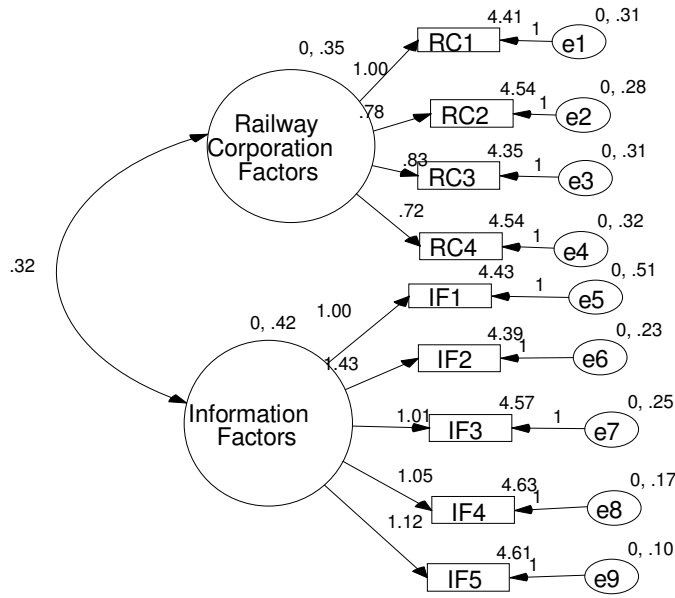 4.41
0, .31
RC1
1
e1
0, .35
1.00
4.54
0, .28
.78
RC2
1
e2
Railway
Corporation
Factors
4.35
0, .31
.83
RC3
1
e3
.72
4.54
0, .32
RC4
1
e4
.32
4.43
0, .51
IF1
1
e5
0, .42
1.00
4.39
0, .23
1.43
IF2
1
e6
4.57
0, .25
Information
Factors
1.01
IF3
1
e7
1.05
4.63
0, .17
IF4
1
e8
1.12
4.61
0, .10
IF5
1
e9